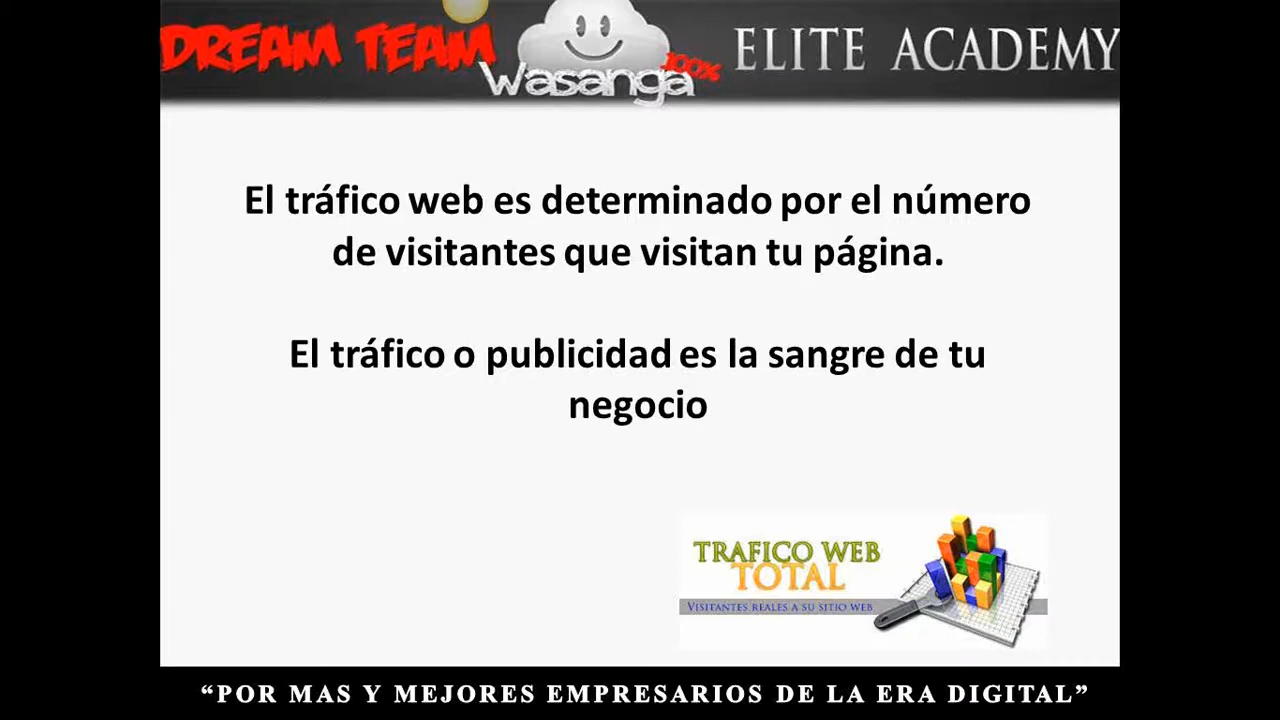 DREAM TEAM Wasanga 100% ELITE ACADEMY
El tráfico web es determinado por el número
de visitantes que visitan tu página.
El tráfico o publicidad es la sangre de tu
negocio
TRAFICO WEB
TOTAL
VISITANTES REALES A SU SITIO WEB
“POR MAS Y MEJORES EMPRESARIOS DE LA ERA DIGITAL”